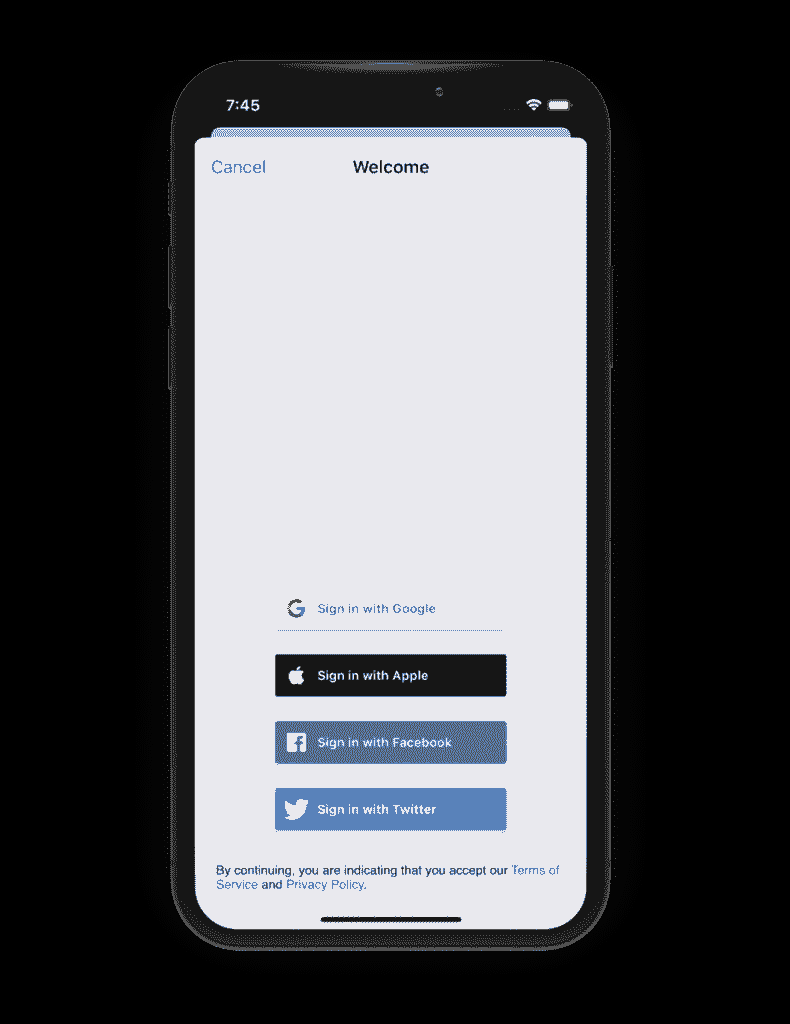 7:45
Cancel Welcome
Sign in with Google
Sign in with Apple
Sign in with Facebook
Sign in with Twitter
By continuing, you are indicating that you accept our Terms of
Service and Privacy Policy.